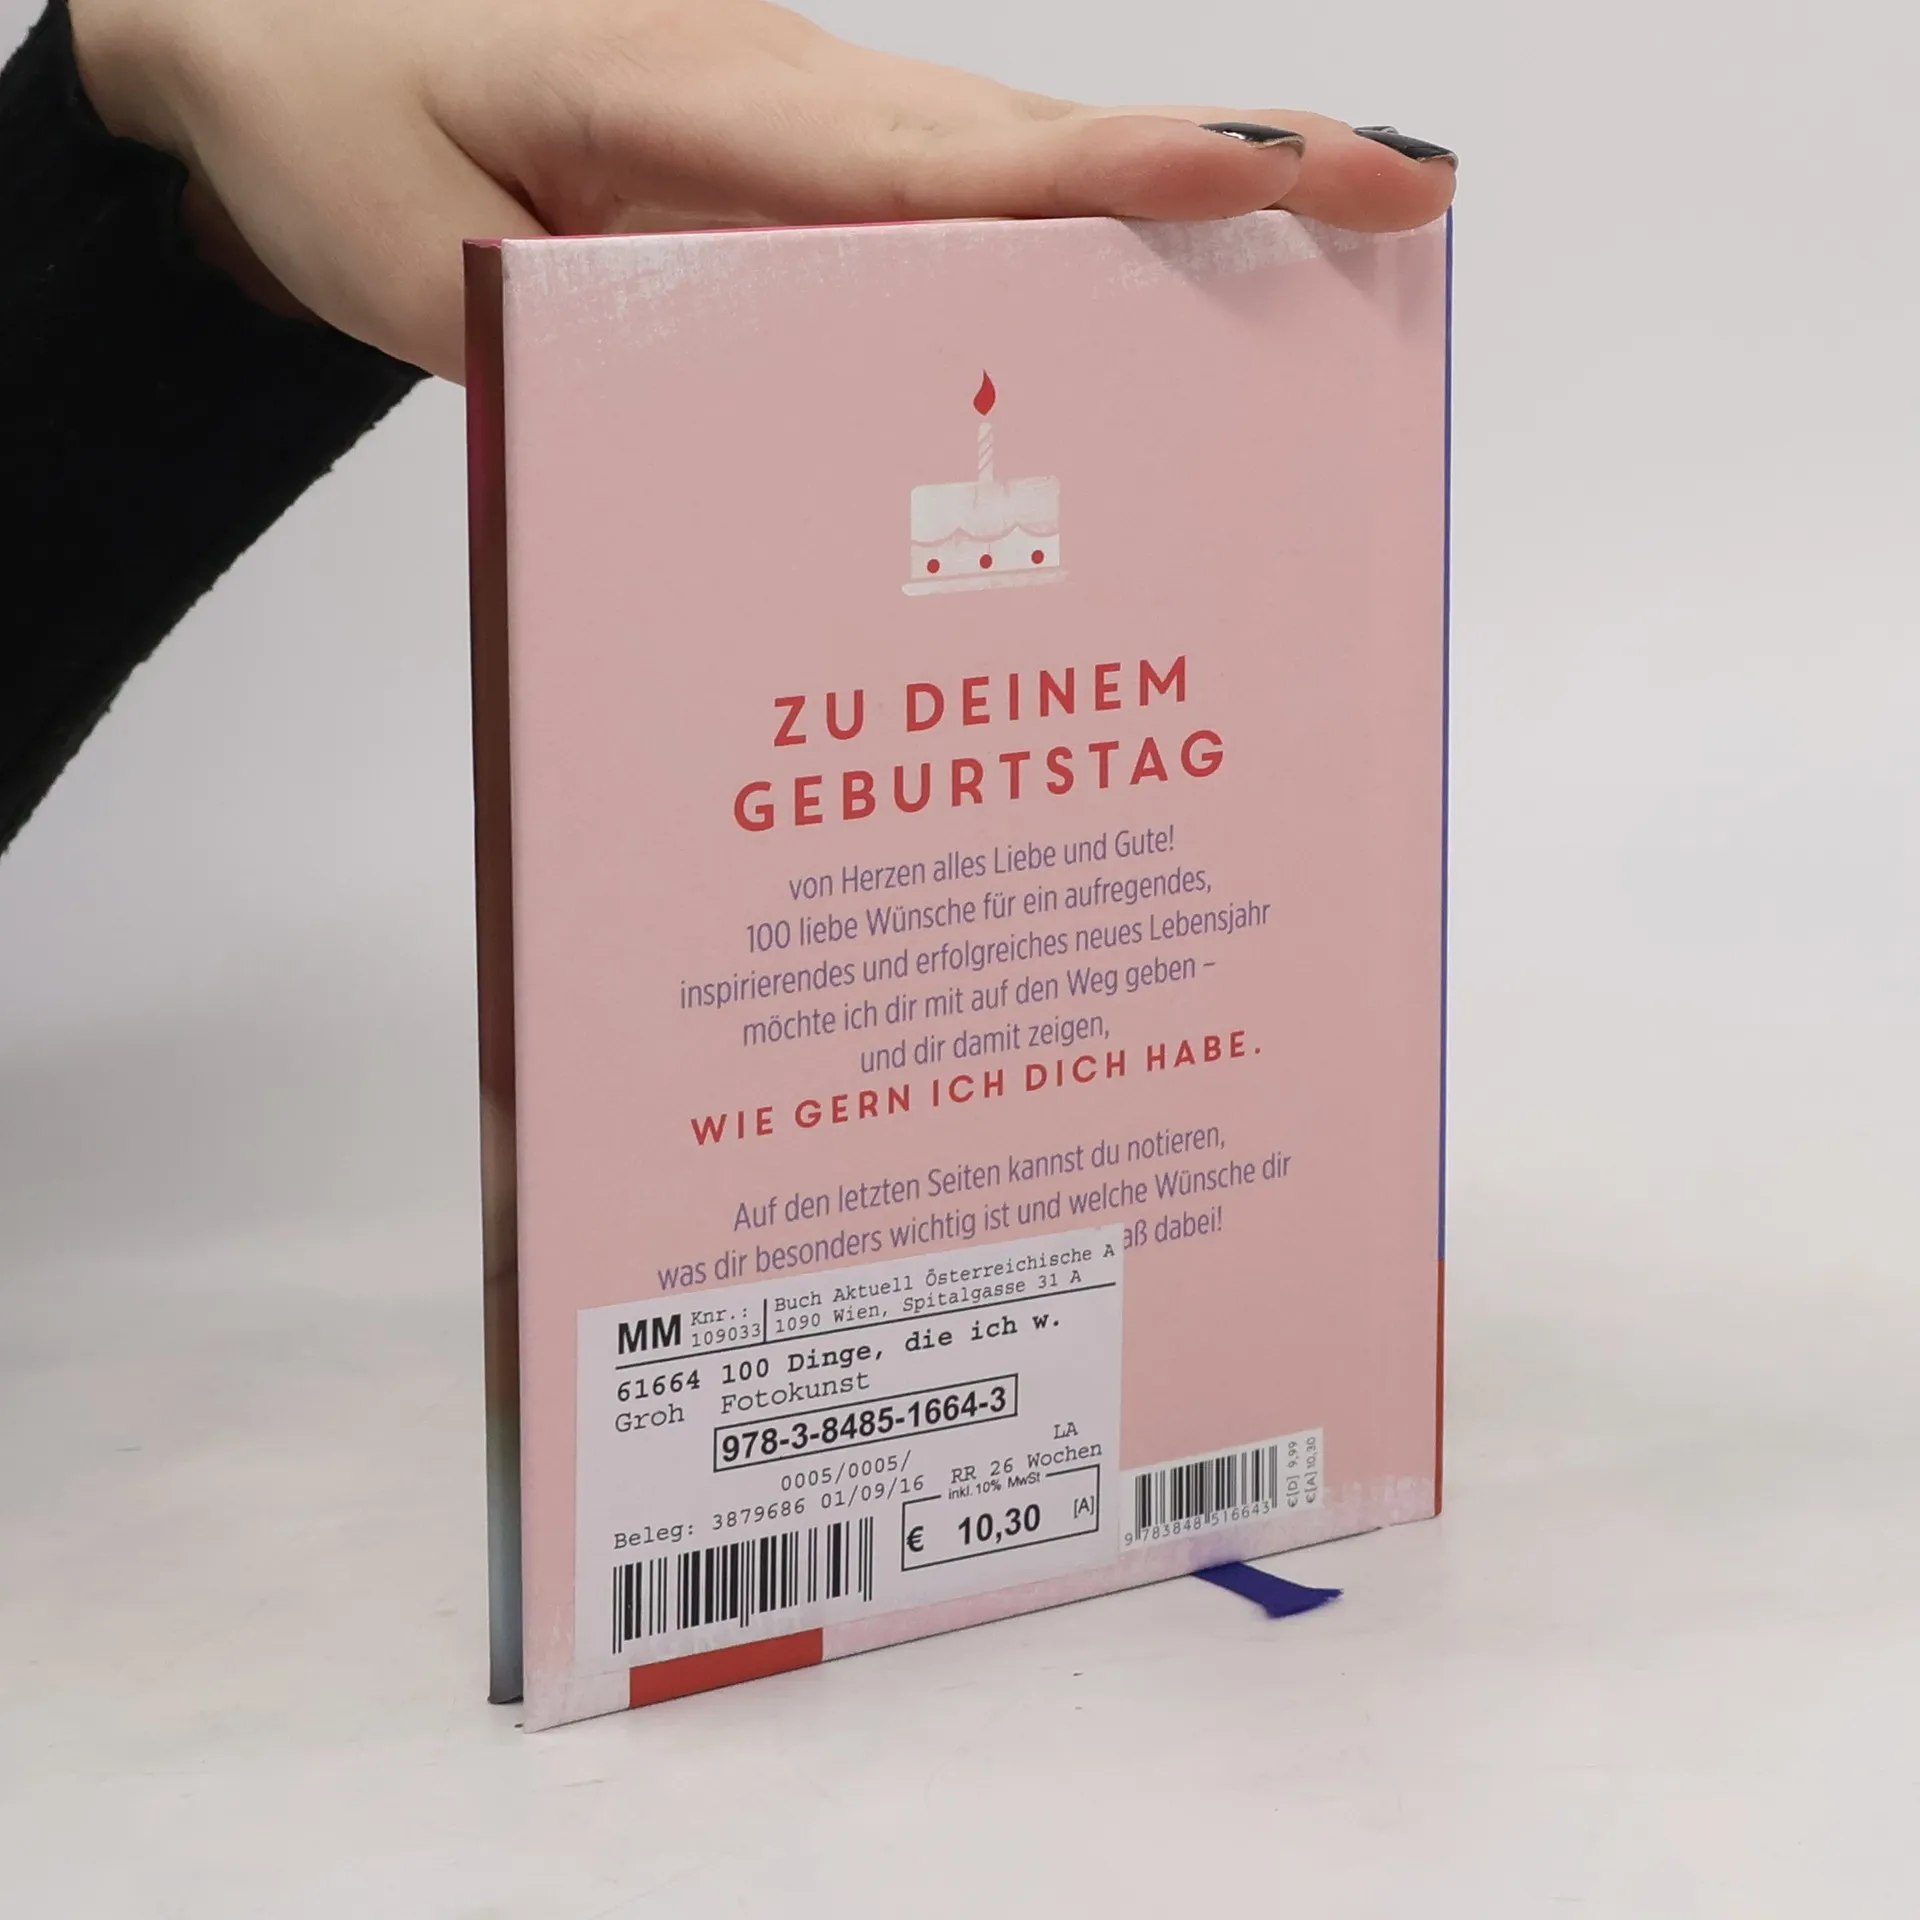 ZU DEINEM
GEBURTSTAG
von Herzen alles Liebe und Gute!
100 liebe Wünsche für ein aufregendes,
inspirierendes und erfolgreiches neues Lebensjahr
möchte ich dir mit auf den Weg geben –
und dir damit zeigen,
WIE GERN ICH DICH HABE.
Auf den letzten Seiten kannst du notieren,
was dir besonders wichtig ist und welche Wünsche dir
aß dabei!
MM Knr.: 109033
Buch Aktuell Österreichische A
1090 Wien, Spitalgasse 31 A
61664 100 Dinge, die ich w.
Groh Fotokunst
978-3-8485-1664-3
0005/0005/ LA
Beleg: 3879686 01/09/16 RR 26 Wochen
inkl. 10% MwSt
€ 10,30 [A]
9 783848 516643
€ [D] 9,99
€ [A] 10,30